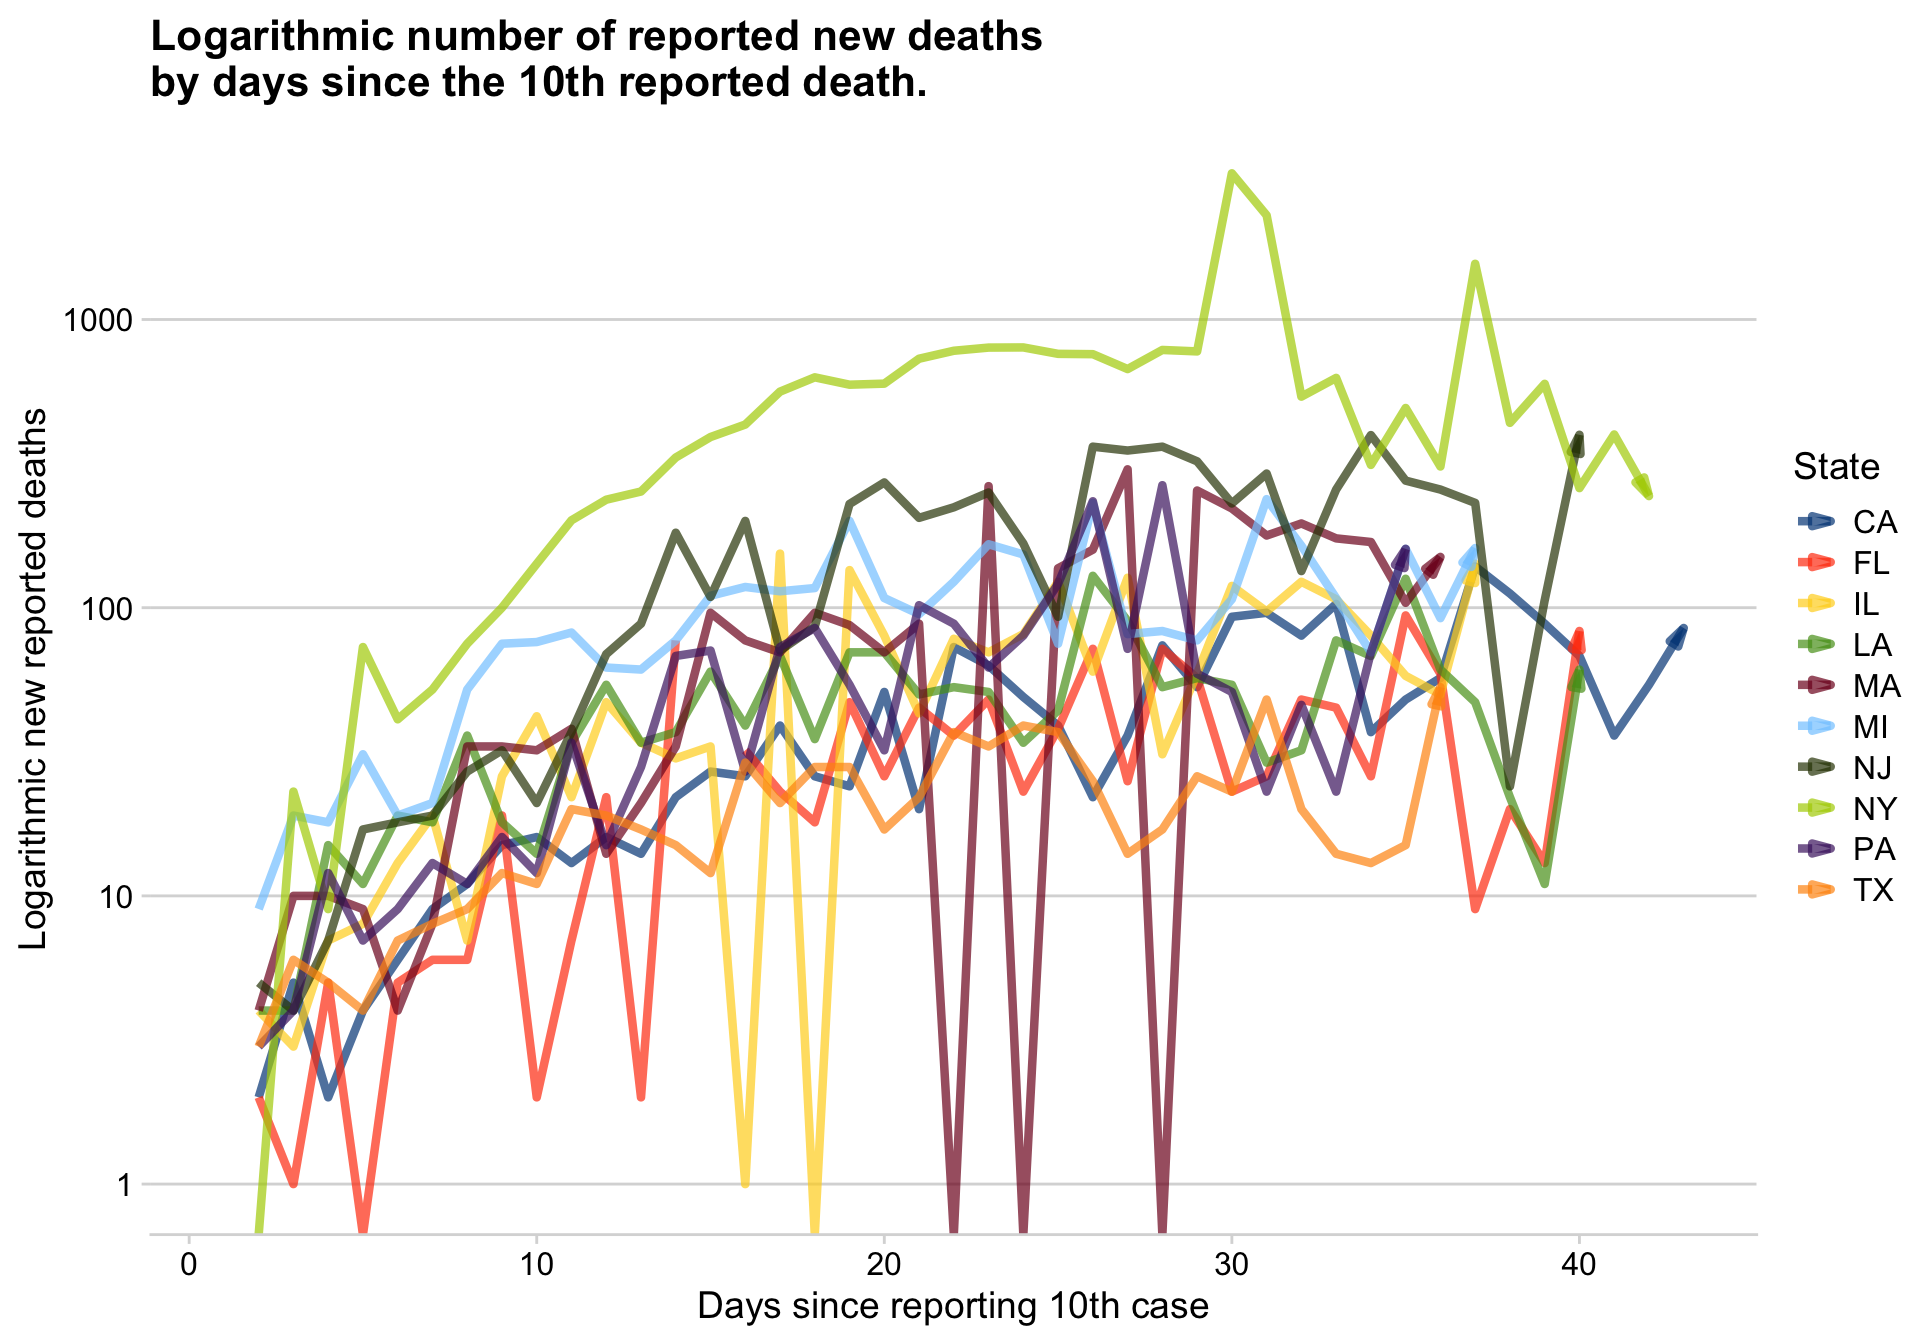 Logarithmic number of reported new deaths
by days since the 10th reported death.
Logarithmic new reported deaths
1000
100
10
1
0
10
20
30
40
Days since reporting 10th case
State
CA
FL
IL
LA
MA
MI
NJ
NY
PA
TX